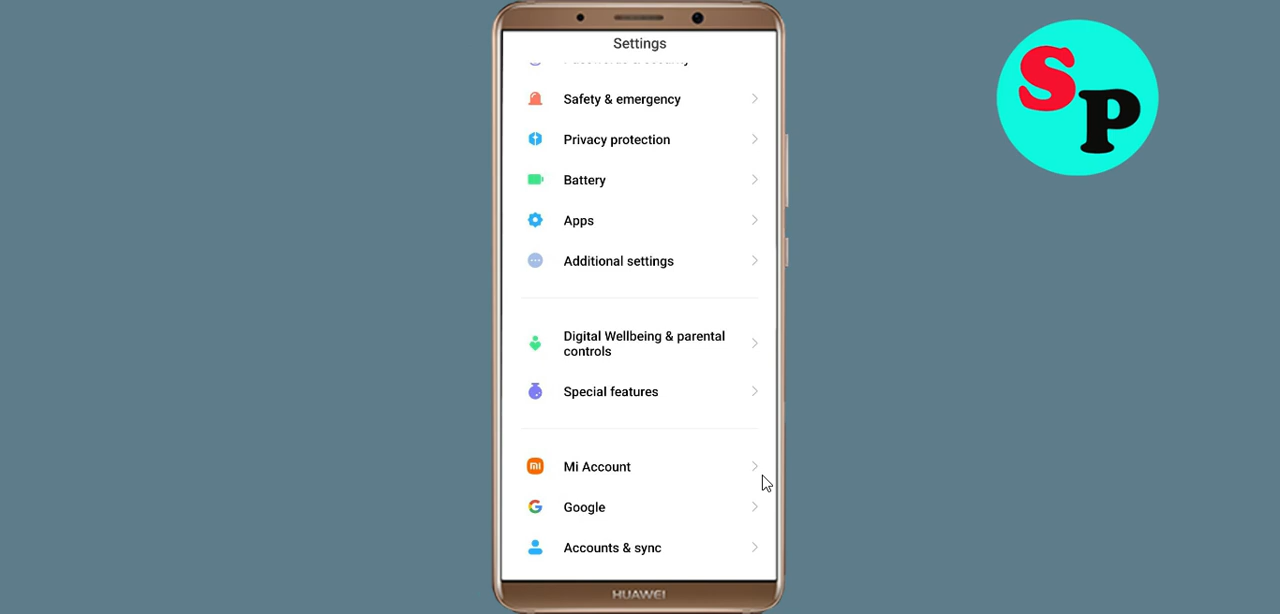 Settings
Safety & emergency
Privacy protection
Battery
Apps
Additional settings
Digital Wellbeing & parental
controls
Special features
Mi Account
Google
Accounts & sync
HUAWEI
SP